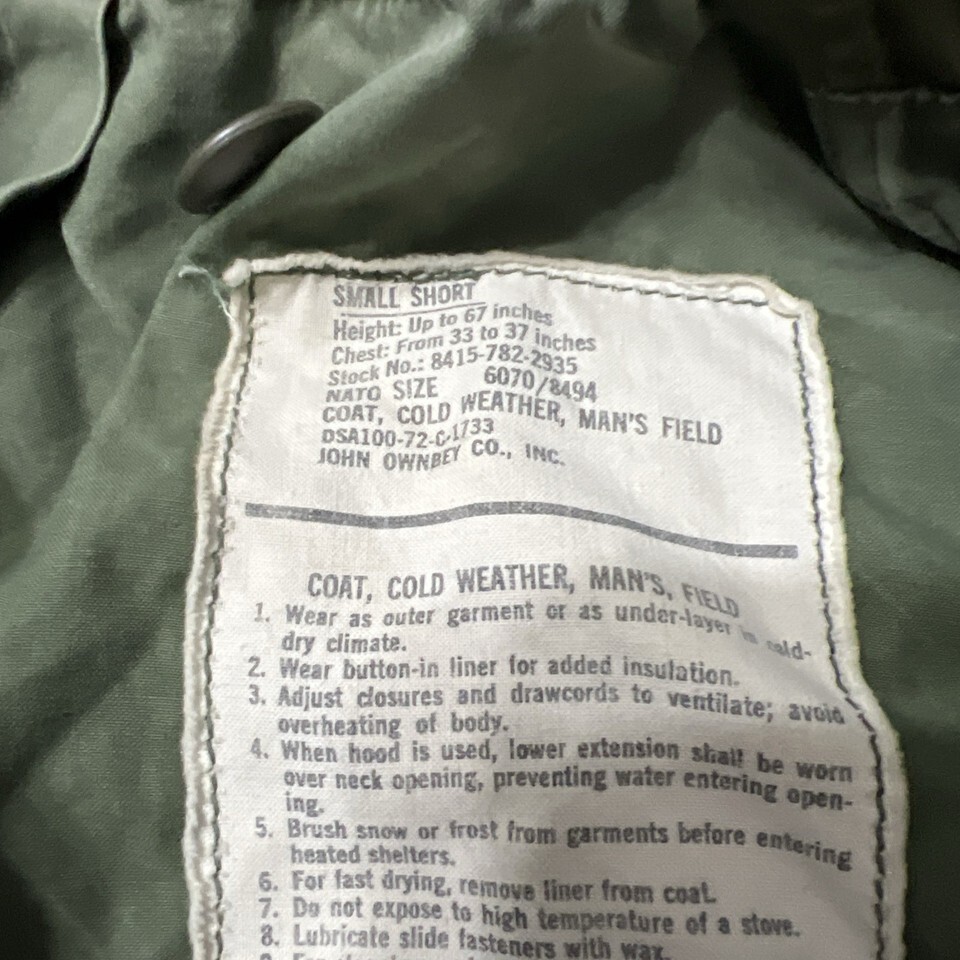 SMALL SHORT
Height: Up to 67 inches
Chest: From 33 to 37 inches
Stock No.: 8415-782-2935
NATO SIZE 6070/8494
COAT, COLD WEATHER, MAN'S FIELD
DSA100-72-C-1733
JOHN OWNBEY CO., INC.
COAT, COLD WEATHER, MAN'S, FIELD
1. Wear as outer garment or as under-layer in cold-
dry climate.
2. Wear button-in liner for added insulation.
3. Adjust closures and drawcords to ventilate; avoid
overheating of body.
4. When hood is used, lower extension shall be worn
over neck opening, preventing water entering open-
ing.
5. Brush snow or frost from garments before entering
heated shelters.
6. For fast drying, remove liner from coat.
7. Do not expose to high temperature of a stove.
8. Lubricate slide fasteners with wax.